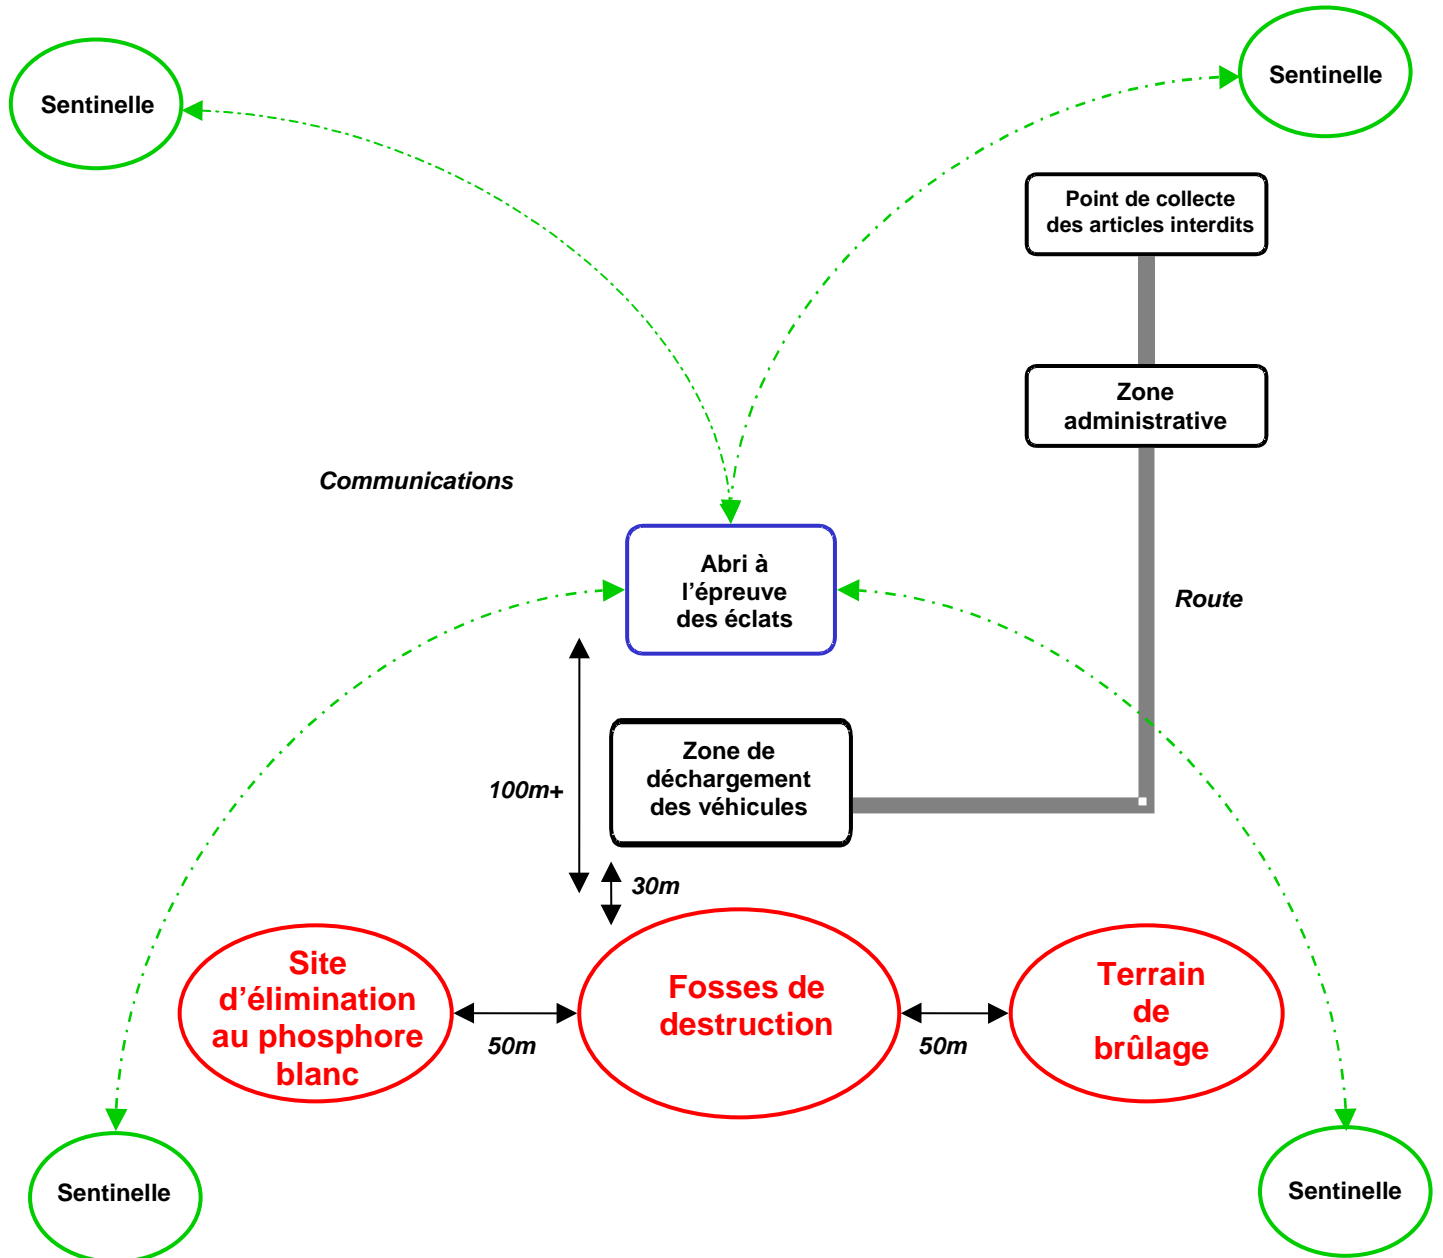 Sentinelle
Sentinelle
Point de collecte
des articles interdits
Zone
administrative
Communications
Abri à
l’épreuve
des éclats
Route
Zone de
déchargement
des véhicules
100m+
30m
Site
d’élimination
au phosphore
blanc
50m
Fosses de
destruction
50m
Terrain
de
brûlage
Sentinelle
Sentinelle